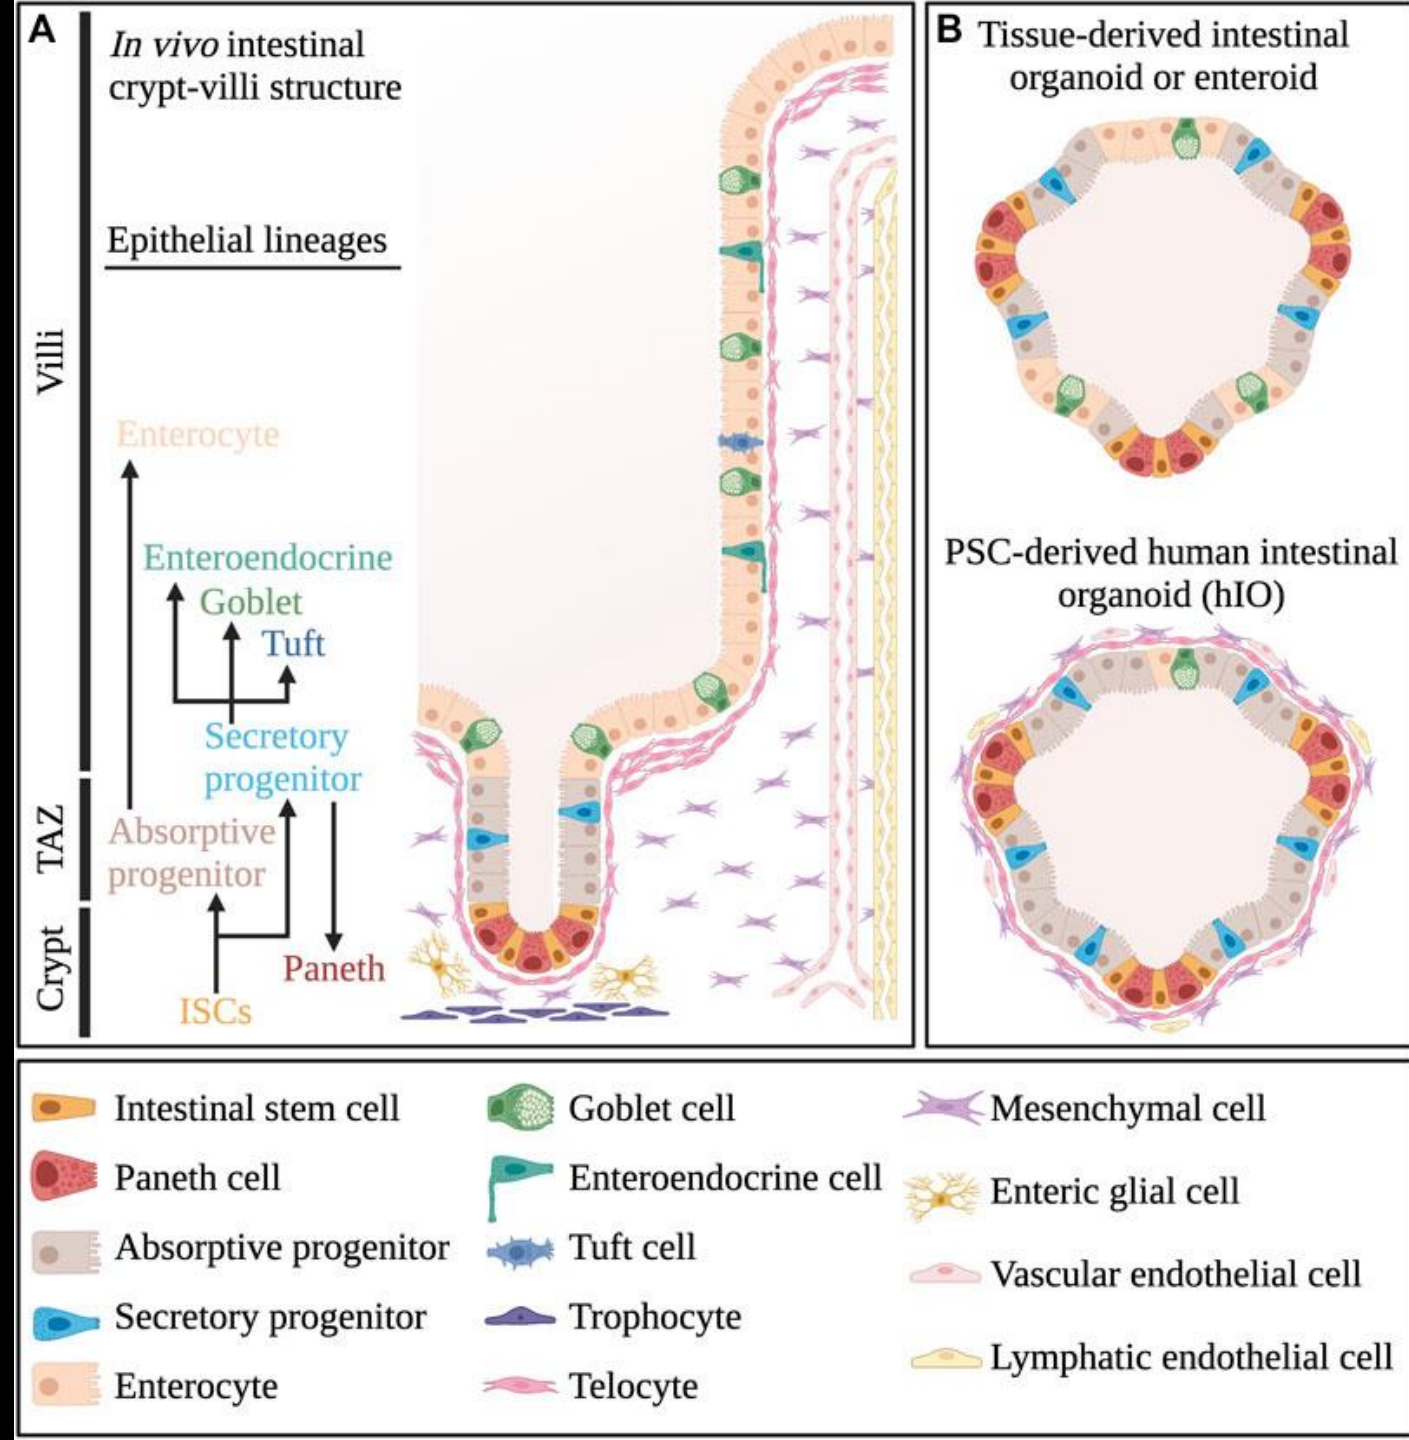 A
In vivo intestinal
crypt-villi structure
Epithelial lineages
Villi
TAZ
Crypt
Enterocyte
Enteroendocrine
Goblet
Tuft
Secretory
progenitor
Absorptive
progenitor
Paneth
ISCs
B
Tissue-derived intestinal
organoid or enteroid
PSC-derived human intestinal
organoid (hIO)
Intestinal stem cell
Paneth cell
Absorptive progenitor
Secretory progenitor
Enterocyte
Goblet cell
Enteroendocrine cell
Tuft cell
Trophocyte
Telocyte
Mesenchymal cell
Enteric glial cell
Vascular endothelial cell
Lymphatic endothelial cell